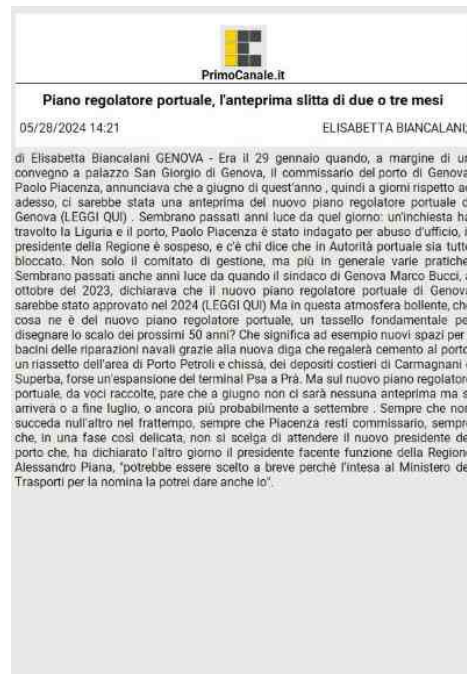 PrimoCanale.it
Piano regolatore portuale, l'anteprima slitta di due o tre mesi
05/28/2024 14:21
ELISABETTA BIANCALANI;
di Elisabetta Biancalani GENOVA - Era il 29 gennaio quando, a margine di un
convegno a palazzo San Giorgio di Genova, il commissario del porto di Genova
Paolo Piacenza, annunciava che a giugno di quest'anno , quindi a giorni rispetto ad
adesso, ci sarebbe stata una anteprima del nuovo piano regolatore portuale d
Genova (LEGGI QUI) . Sembrano passati anni luce da quel giorno: un'inchiesta ha
travolto la Liguria e il porto, Paolo Piacenza è stato indagato per abuso d'ufficio, i
presidente della Regione è sospeso, e c'è chi dice che in Autorità portuale sia tutto
bloccato. Non solo il comitato di gestione, ma più in generale varie pratiche
Sembrano passati anche anni luce da quando il sindaco di Genova Marco Bucci, a
ottobre del 2023, dichiarava che il nuovo piano regolatore portuale di Genova
sarebbe stato approvato nel 2024 (LEGGI QUI) Ma in questa atmosfera bollente, che
cosa ne è del nuovo piano regolatore portuale, un tassello fondamentale per
disegnare lo scalo dei prossimi 50 anni? Che significa ad esempio nuovi spazi per i
bacini delle riparazioni navali grazie alla nuova diga che regalerà cemento al porto
un riassetto dell'area di Porto Petroli e chissà, dei depositi costieri di Carmagnani e
Superba, forse un'espansione del terminal Psa a Prà. Ma sul nuovo piano regolatore
portuale, da voci raccolte, pare che a giugno non ci sarà nessuna anteprima ma s
arriverà o a fine luglio, o ancora più probabilmente a settembre . Sempre che non
succeda null'altro nel frattempo, sempre che Piacenza resti commissario, sempre
che, in una fase così delicata, non si scelga di attendere il nuovo presidente de
porto che, ha dichiarato l'altro giorno il presidente facente funzione della Regione
Alessandro Piana, "potrebbe essere scelto a breve perchè l'intesa al Ministero de
Trasporti per la nomina la potrei dare anche io".